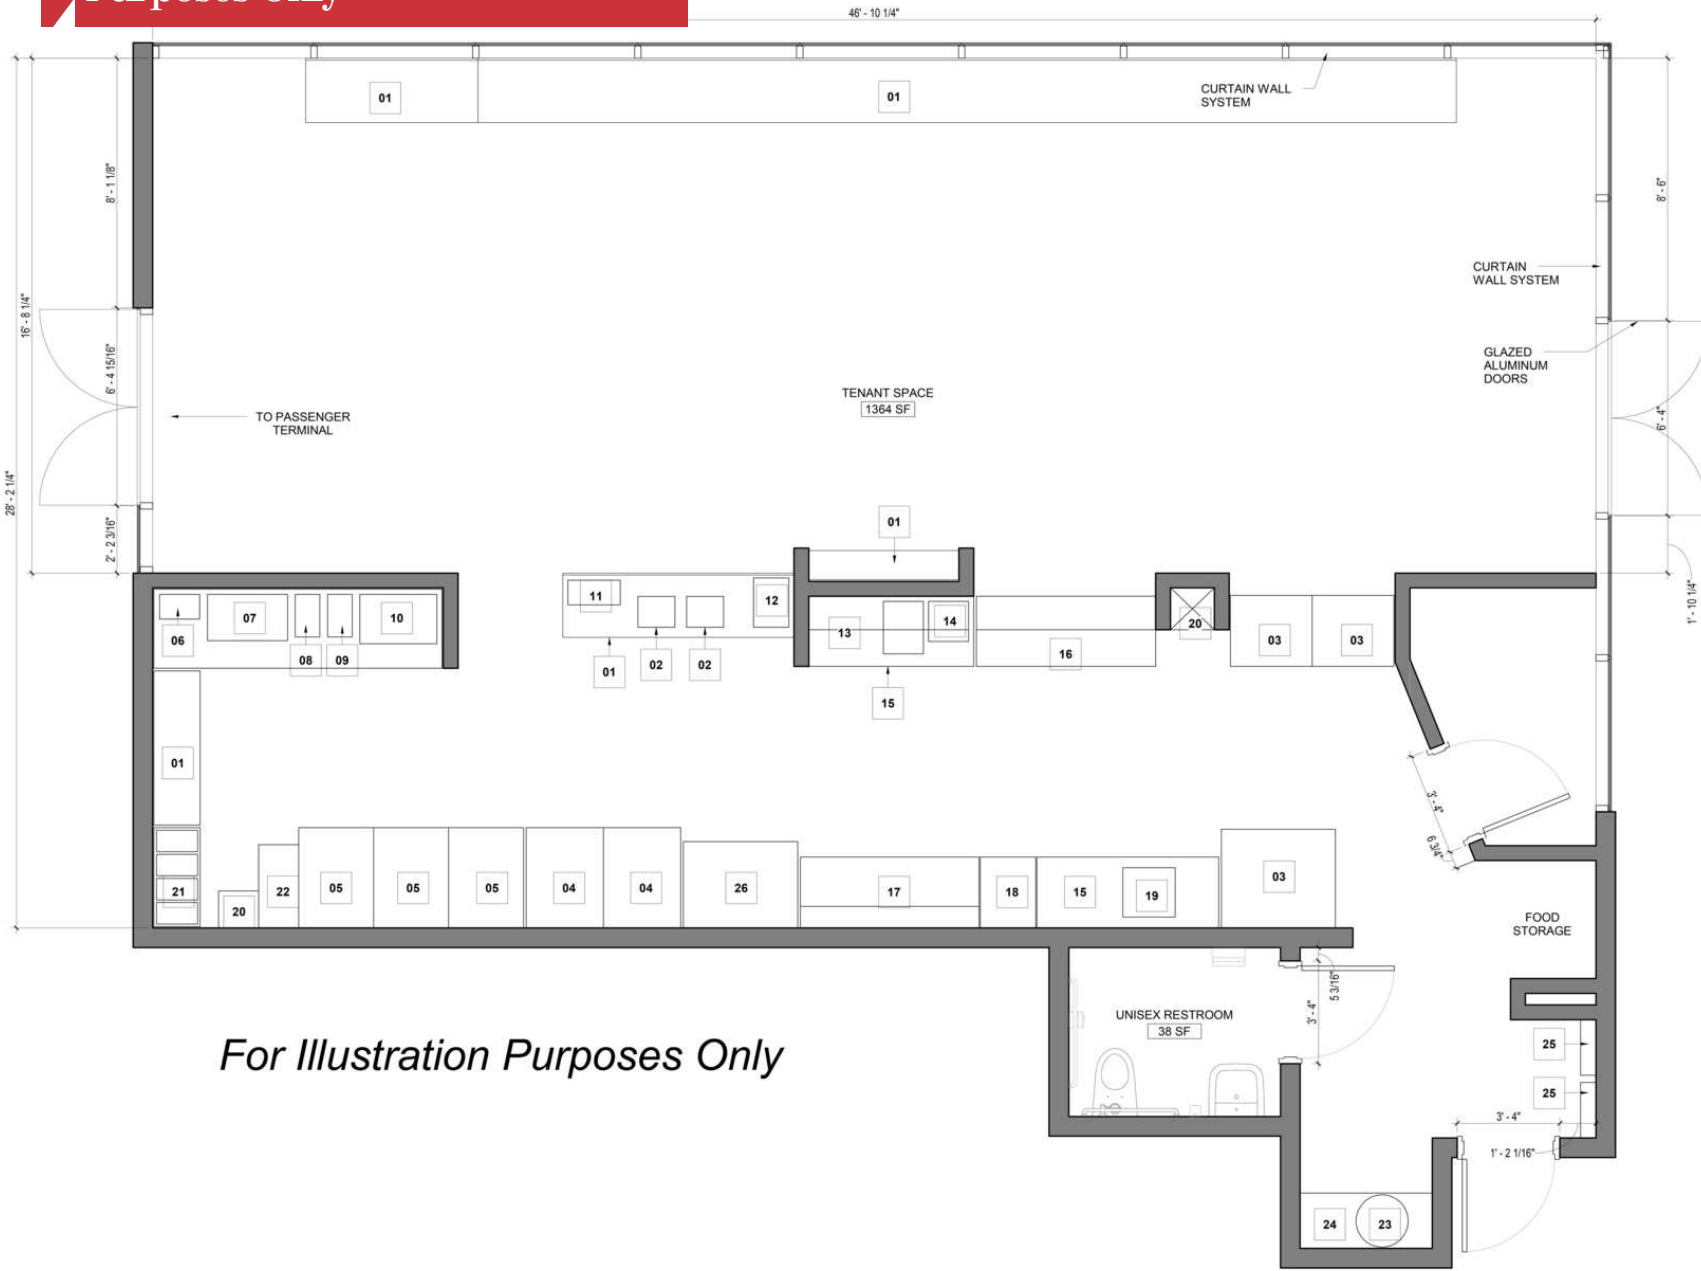 Purposes Only
46' - 10 1/4"
01
01
CURTAIN WALL
SYSTEM
8' - 1 1/8"
8' - 6"
CURTAIN
WALL SYSTEM
16' - 8 1/4"
6' - 4 15/16"
GLAZED
ALUMINUM
DOORS
TENANT SPACE
1364 SF
TO PASSENGER
TERMINAL
6' - 4"
28' - 2 1/4"
2' - 2 3/16"
01
1' - 10 1/4"
06
07
08
09
10
11
02
02
12
01
13
14
15
16
20
03
03
01
3' - 4"
6 3/4"
21
20
22
05
05
05
04
04
26
17
18
15
19
03
FOOD
STORAGE
5 3/16"
3' - 4"
UNISEX RESTROOM
38 SF
For Illustration Purposes Only
25
25
3' - 4"
1' - 2 1/16"
24
23